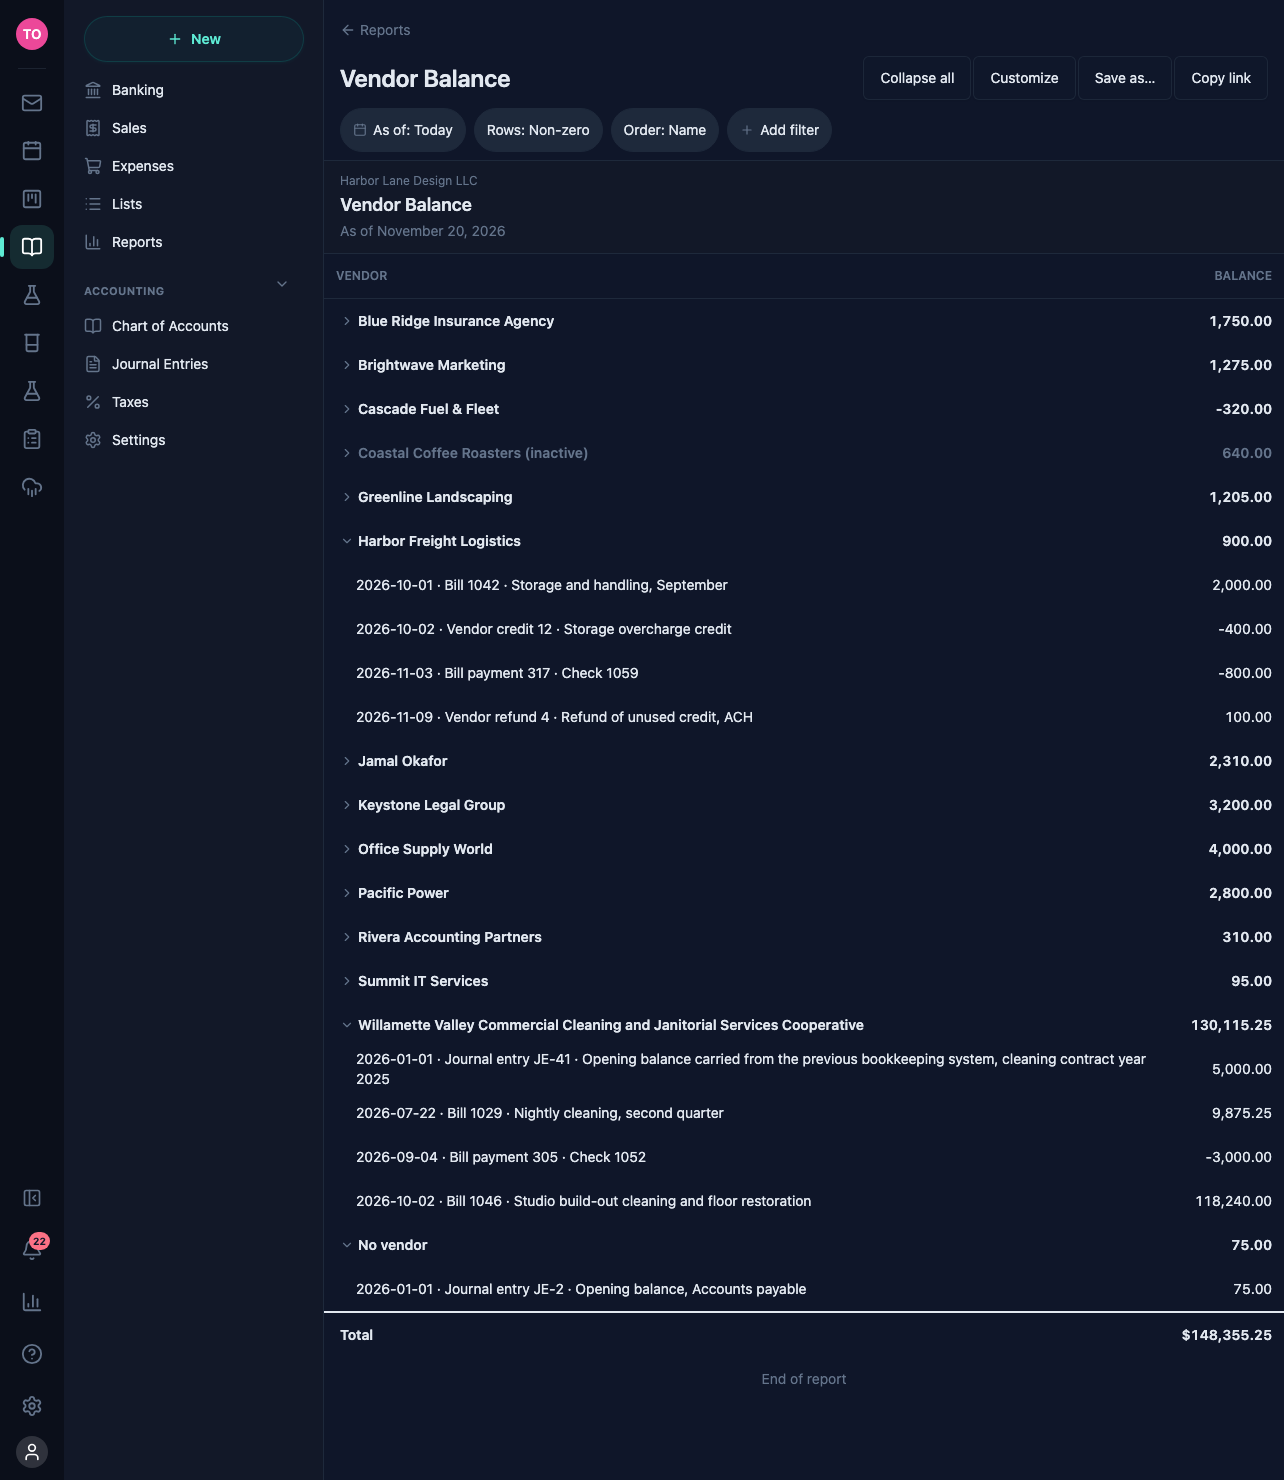 TO
New
Banking
Sales
Expenses
Lists
Reports
ACCOUNTING
Chart of Accounts
Journal Entries
Taxes
Settings
22
Reports
Vendor Balance
Collapse all
Customize
Save as...
Copy link
As of: Today
Rows: Non-zero
Order: Name
Add filter
Harbor Lane Design LLC
Vendor Balance
As of November 20, 2026
VENDOR BALANCE
Blue Ridge Insurance Agency 1,750.00
Brightwave Marketing 1,275.00
Cascade Fuel & Fleet -320.00
Coastal Coffee Roasters (inactive) 640.00
Greenline Landscaping 1,205.00
Harbor Freight Logistics 900.00
2026-10-01 · Bill 1042 · Storage and handling, September 2,000.00
2026-10-02 · Vendor credit 12 · Storage overcharge credit -400.00
2026-11-03 · Bill payment 317 · Check 1059 -800.00
2026-11-09 · Vendor refund 4 · Refund of unused credit, ACH 100.00
Jamal Okafor 2,310.00
Keystone Legal Group 3,200.00
Office Supply World 4,000.00
Pacific Power 2,800.00
Rivera Accounting Partners 310.00
Summit IT Services 95.00
Willamette Valley Commercial Cleaning and Janitorial Services Cooperative 130,115.25
2026-01-01 · Journal entry JE-41 · Opening balance carried from the previous bookkeeping system, cleaning contract year
2025 5,000.00
2026-07-22 · Bill 1029 · Nightly cleaning, second quarter 9,875.25
2026-09-04 · Bill payment 305 · Check 1052 -3,000.00
2026-10-02 · Bill 1046 · Studio build-out cleaning and floor restoration 118,240.00
No vendor 75.00
2026-01-01 · Journal entry JE-2 · Opening balance, Accounts payable 75.00
Total $148,355.25
End of report